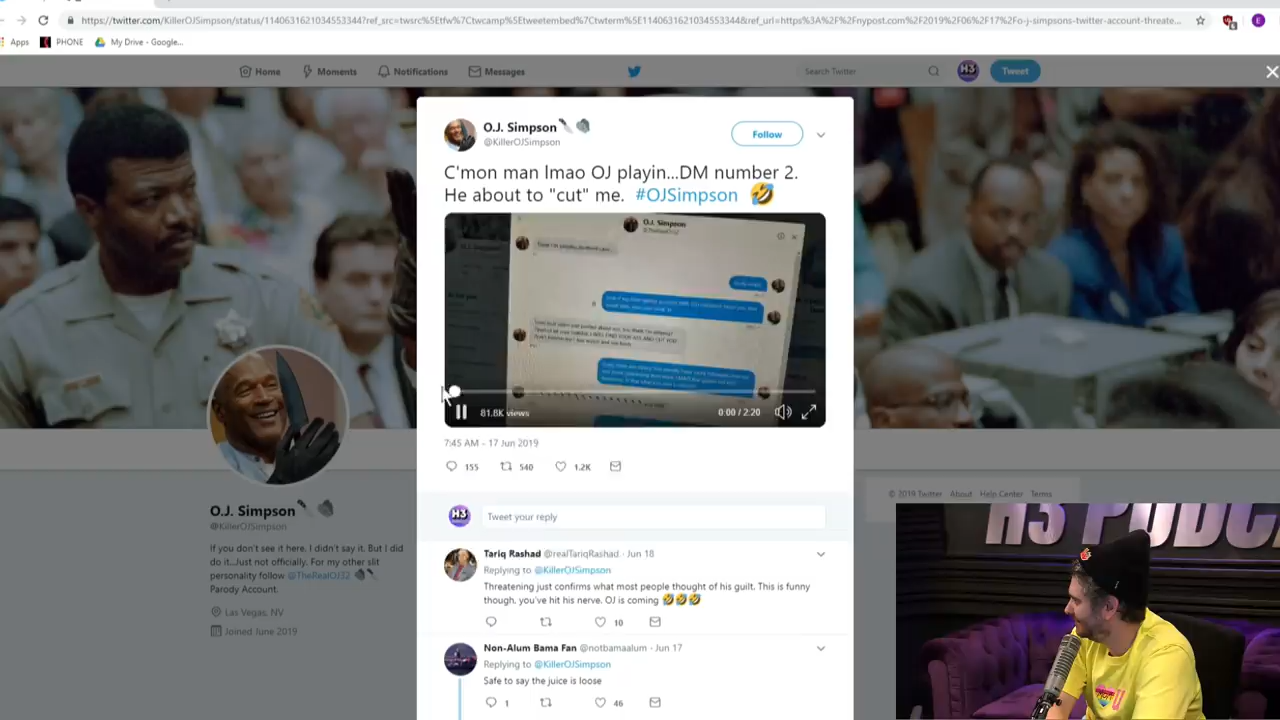 https://twitter.com/KillerOJSimpson/status/1140631621034553344?ref_src=twsrc%5Etfw%7Ctwcamp%5Etweetembed%7Ctwterm%5E1140631621034553344&ref_url=https%3A%2F%2Fnypost.com%2F2019%2F06%2F17%2Fo-j-simpsons-twitter-account-threate...
Apps PHONE My Drive - Google...
Home Moments Notifications Messages Search Twitter H3 Tweet
O.J. Simpson
@KillerOJSimpson
Follow
C'mon man lmao OJ playin...DM number 2.
He about to "cut" me. #OJSimpson 🤣
O.J. Simpson
81.8K views 0:00 / 2:20
7:45 AM - 17 Jun 2019
155 540 1.2K
H3 Tweet your reply
Tariq Rashad @realTariqRashad · Jun 18
Replying to @KillerOJSimpson
Threatening just confirms what most people thought of his guilt. This is funny
though, you've hit his nerve. OJ is coming 🤣🤣🤣
10
Non-Alum Bama Fan @notbamaalum · Jun 17
Replying to @KillerOJSimpson
Safe to say the juice is loose
1 46
O.J. Simpson
@KillerOJSimpson
If you don't see it here, I didn't say it. But I did
do it...Just not officially. For my other slit
personality follow @TheRealOJ32
Parody Account.
Las Vegas, NV
Joined June 2019
© 2019 Twitter About Help Center Terms
H3 PODC